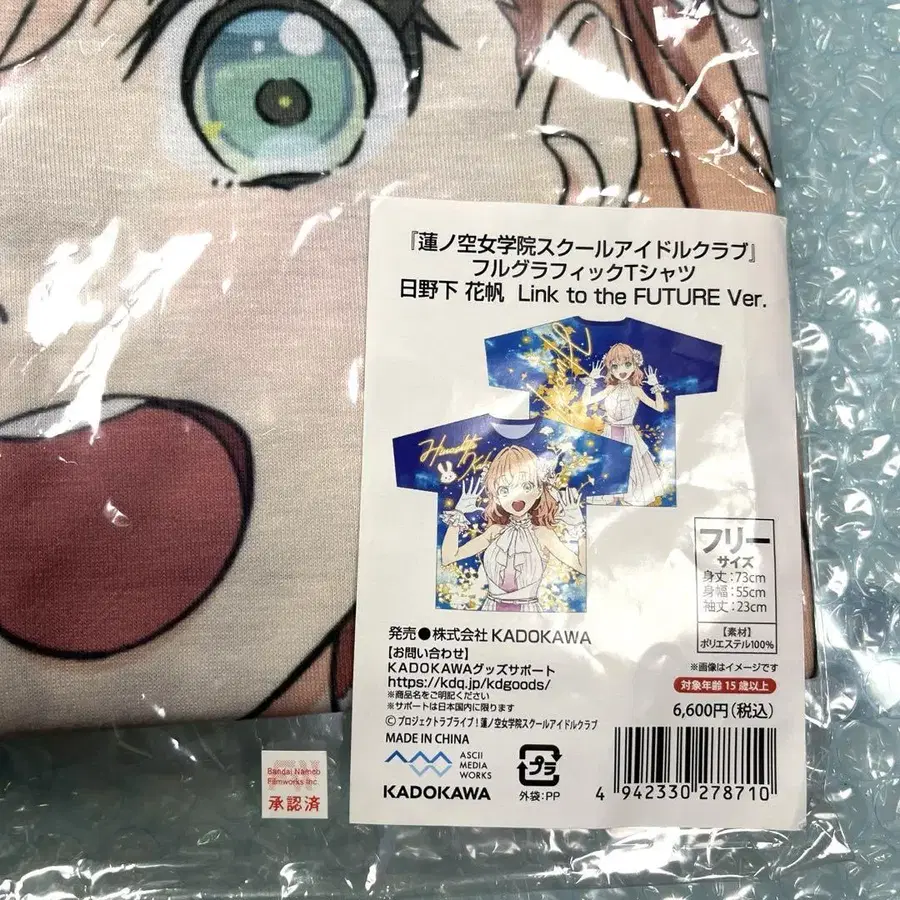 『蓮ノ空女学院スクールアイドルクラブ』
フルグラフィックTシャツ
日野下 花帆 Link to the FUTURE Ver.
フリー
サイズ
身丈:73cm
身幅:55cm
袖丈:23cm
【素材】
ポリエステル100%
発売●株式会社 KADOKAWA
【お問い合わせ】
KADOKAWAグッズサポート
https://kdq.jp/kdgoods/
※商品名をご明記ください
※サポートは日本国内に限ります
©プロジェクトラブライブ!蓮ノ空女学院スクールアイドルクラブ
MADE IN CHINA
※画像はイメージです
対象年齢15歳以上
6,600円(税込)
ASCII
MEDIA
WORKS
KADOKAWA
プラ
外袋:PP
4 942330 278710
Bandai Namco
Filmworks Inc.
承認済